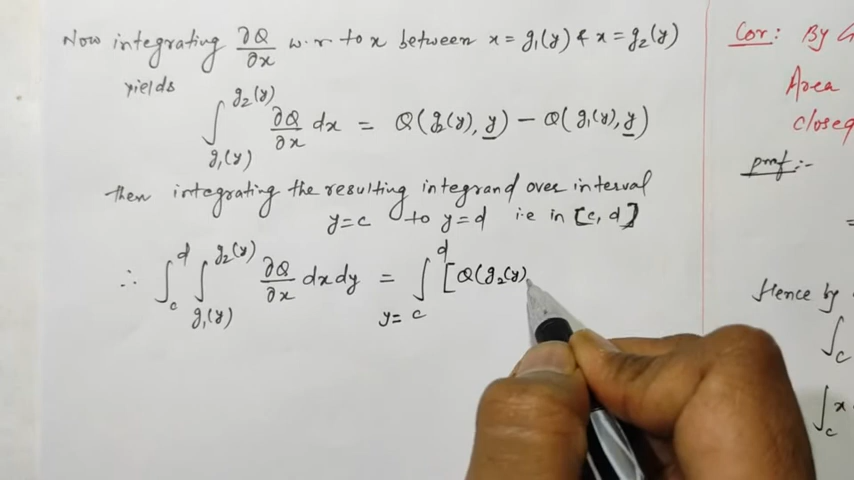 Now integrating ∂Q/∂x w.r to x between x = g₁(y) & x = g₂(y)
yields
∫_{g₁(y)}^{g₂(y)} ∂Q/∂x dx = Q(g₂(y), y) − Q(g₁(y), y)
then integrating the resulting integrand over interval
y=c to y=d i.e in [c, d]
∴ ∫_c^d ∫_{g₁(y)}^{g₂(y)} ∂Q/∂x dx dy = ∫_{y=c}^d [Q(g₂(y)
Cor: By
Area
closed
proof:-
=
Hence by
∫_c
∫_c x